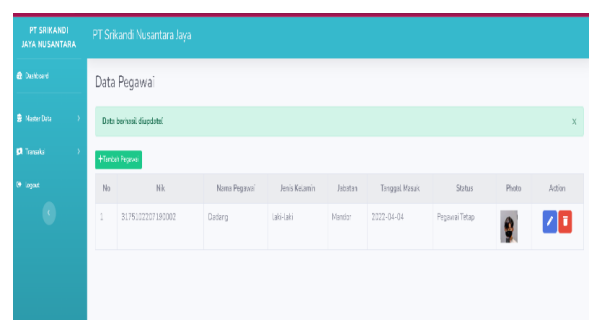 PT SRIKANDI
JAYA NUSANTARA
PT Srikandi Nusantara Jaya
Dashboard
Master Data
Transaksi
Logout
Data Pegawai
Data berhasil diupdate!
x
+Tambah Pegawai
No Nik Nama Pegawai Jenis Kelamin Jabatan Tanggal Masuk Status Photo Action
1 3175102207190002 Dadang Laki-laki Mandor 2022-04-04 Pegawai Tetap